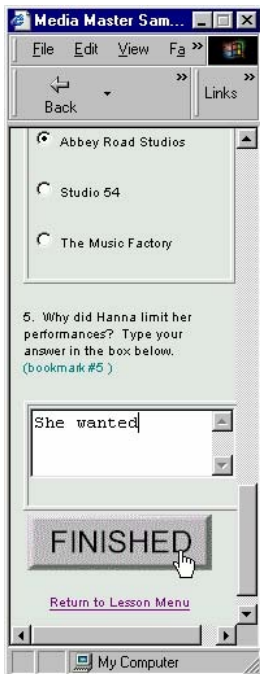 Media Master Sam...
File Edit View Fa »
Back » Links »
Abbey Road Studios
Studio 54
The Music Factory
5. Why did Hanna limit her
performances? Type your
answer in the box below.
(bookmark #5 )
She wanted
FINISHED
Return to Lesson Menu
My Computer